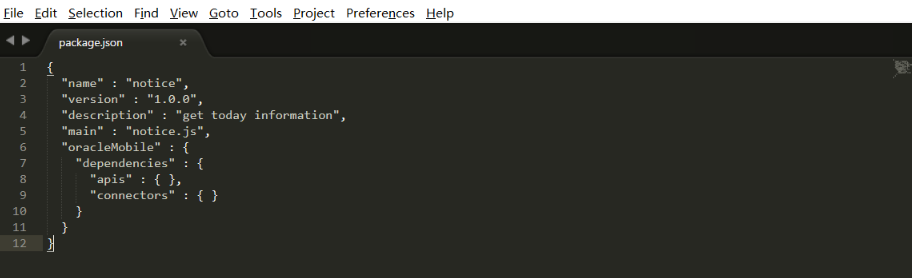 File Edit Selection Find View Goto Tools Project Preferences Help
package.json ×
1 {
2 "name" : "notice",
3 "version" : "1.0.0",
4 "description" : "get today information",
5 "main" : "notice.js",
6 "oracleMobile" : {
7 "dependencies" : {
8 "apis" : { },
9 "connectors" : { }
10 }
11 }
12 }